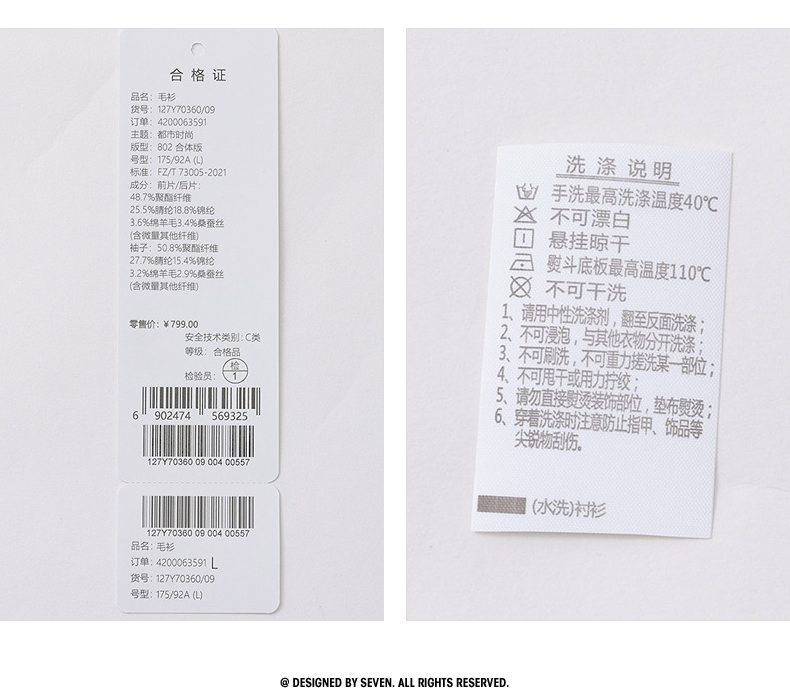 合格证
品名：毛衫
货号：127Y70360/09
订单：4200063591
主题：都市时尚
版型：802 合体版
号型：175/92A (L)
标准：FZ/T 73005-2021
成分：前片/后片：
48.7%聚酯纤维
25.5%腈纶18.8%锦纶
3.6%绵羊毛3.4%桑蚕丝
(含微量其他纤维)
袖子：50.8%聚酯纤维
27.7%腈纶15.4%锦纶
3.2%绵羊毛2.9%桑蚕丝
(含微量其他纤维)
零售价：￥799.00
安全技术类别：C类
等级：合格品
检验员：检1
6 902474 569325
127Y70360 09 004 00557
127Y70360 09 004 00557
品名：毛衫
订单：4200063591 L
货号：127Y70360/09
号型：175/92A (L)
洗涤说明
手洗最高洗涤温度40℃
不可漂白
悬挂晾干
熨斗底板最高温度110℃
不可干洗
1、请用中性洗涤剂，翻至反面洗涤；
2、不可浸泡，与其他衣物分开洗涤；
3、不可刷洗，不可重力搓洗某一部位；
4、不可甩干或用力拧绞；
5、请勿直接熨烫装饰部位，垫布熨烫；
6、穿着洗涤时注意防止指甲、饰品等
尖锐物刮伤。
(水洗)衬衫
@ DESIGNED BY SEVEN. ALL RIGHTS RESERVED.